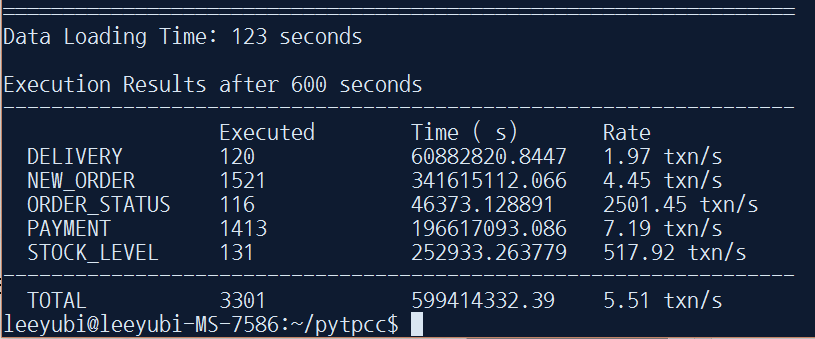 ==================================================================
Data Loading Time: 123 seconds
Execution Results after 600 seconds
------------------------------------------------------------------
Executed Time ( s) Rate
DELIVERY 120 60882820.8447 1.97 txn/s
NEW_ORDER 1521 341615112.066 4.45 txn/s
ORDER_STATUS 116 46373.128891 2501.45 txn/s
PAYMENT 1413 196617093.086 7.19 txn/s
STOCK_LEVEL 131 252933.263779 517.92 txn/s
------------------------------------------------------------------
TOTAL 3301 599414332.39 5.51 txn/s
leeyubi@leeyubi-MS-7586:~/pytpcc$